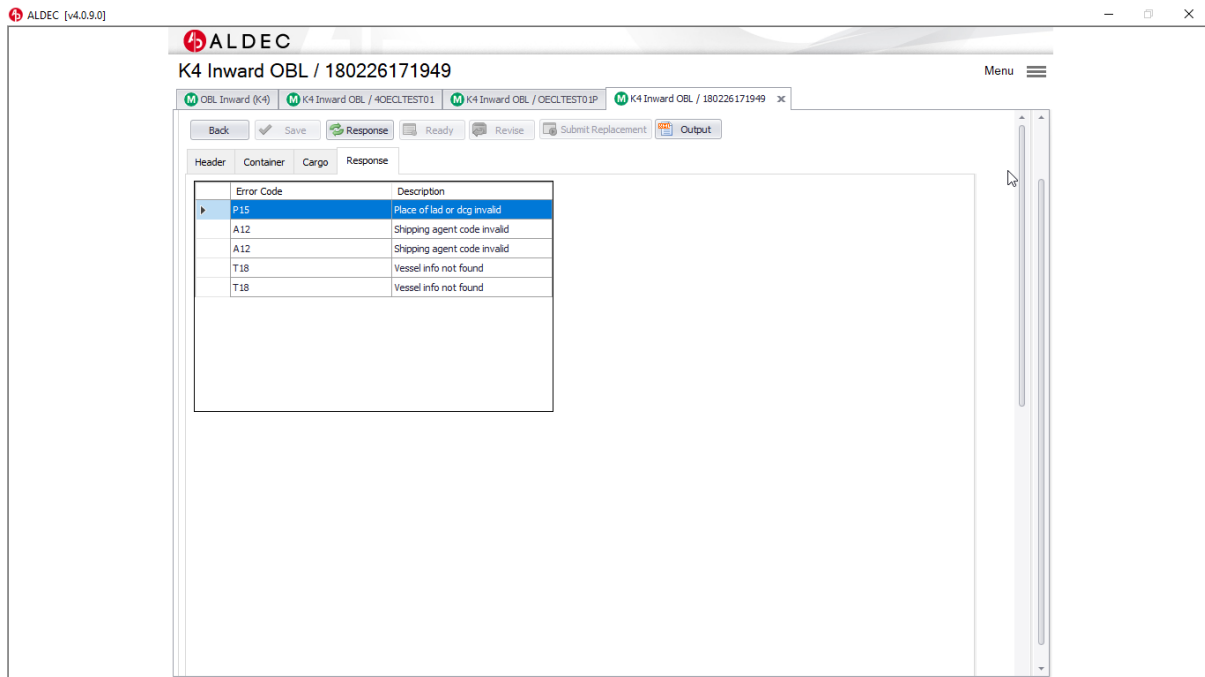 ALDEC [v4.0.9.0]
ALDEC
K4 Inward OBL / 180226171949
Menu
OBL Inward (K4) K4 Inward OBL / 4OECLTEST01 K4 Inward OBL / OECLTEST01P K4 Inward OBL / 180226171949
Back Save Response Ready Revise Submit Replacement Output
Header Container Cargo Response
Error Code Description
P15 Place of lad or dcg invalid
A12 Shipping agent code invalid
A12 Shipping agent code invalid
T18 Vessel info not found
T18 Vessel info not found